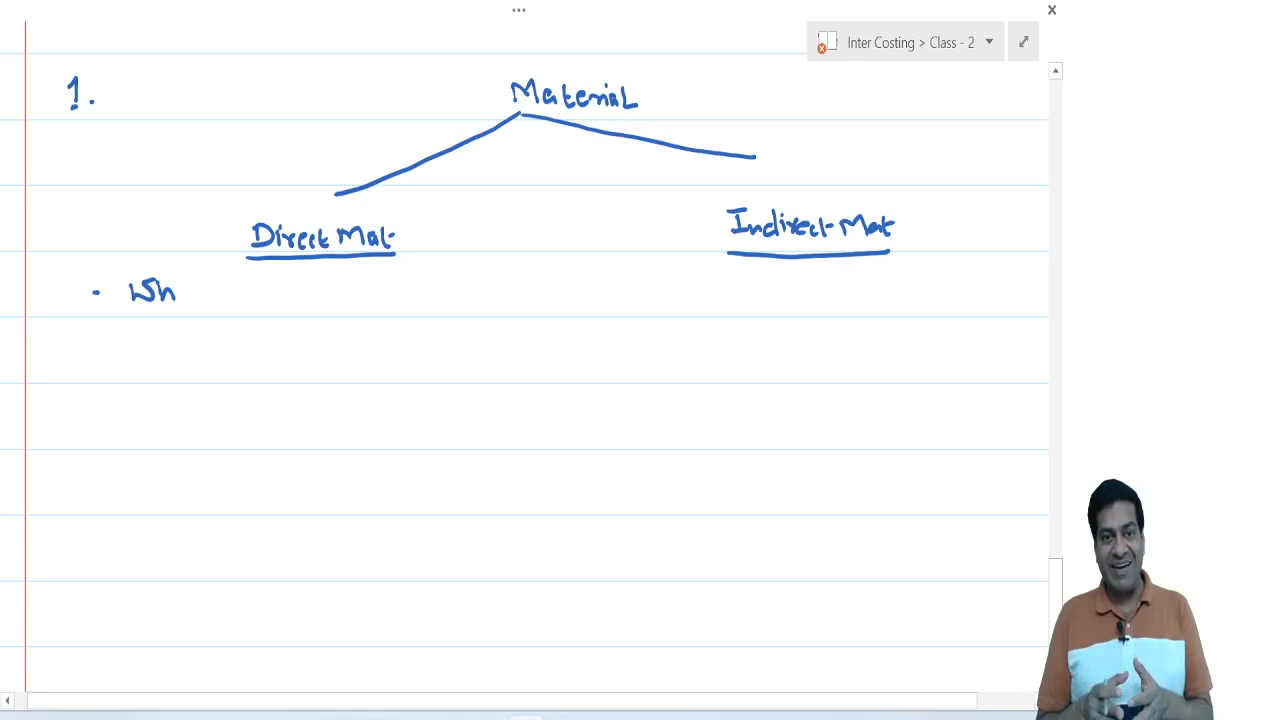 ...
Inter Costing > Class - 2
1.
Material
Direct Mat.
Indirect Mat
· Wh